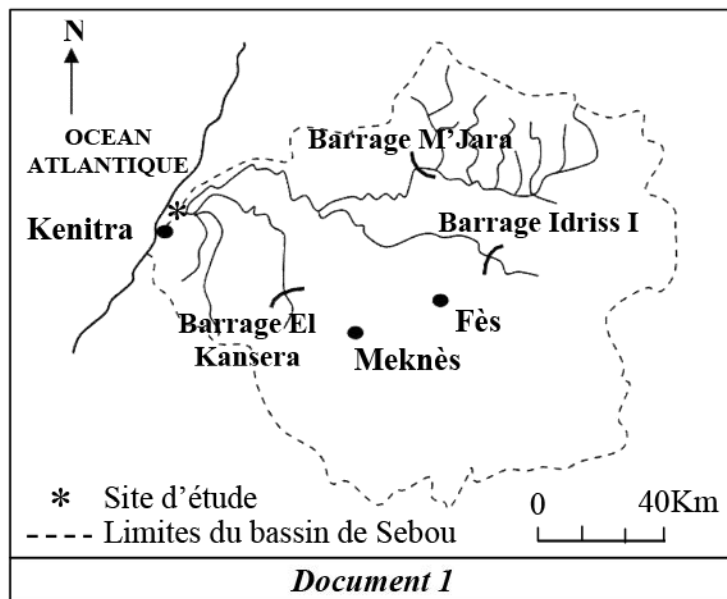 N
OCEAN
ATLANTIQUE
Barrage M'Jara
Kenitra
Barrage Idriss I
Barrage El
Kansera
Fès
Meknès
* Site d'étude
0 40Km
---- Limites du bassin de Sebou
Document 1